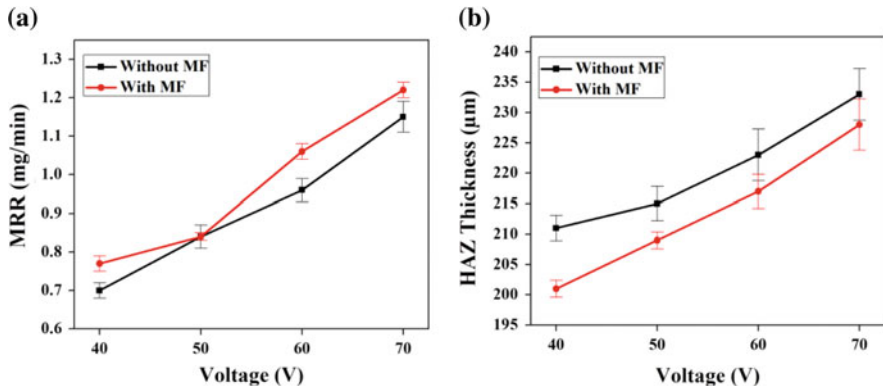 (a)
1.3
1.2
1.1
1.0
0.9
0.8
0.7
0.6
MRR (mg/min)
Without MF
With MF
40 50 60 70
Voltage (V)
(b)
240
235
230
225
220
215
210
205
200
195
HAZ Thickness (μm)
Without MF
With MF
40 50 60 70
Voltage (V)